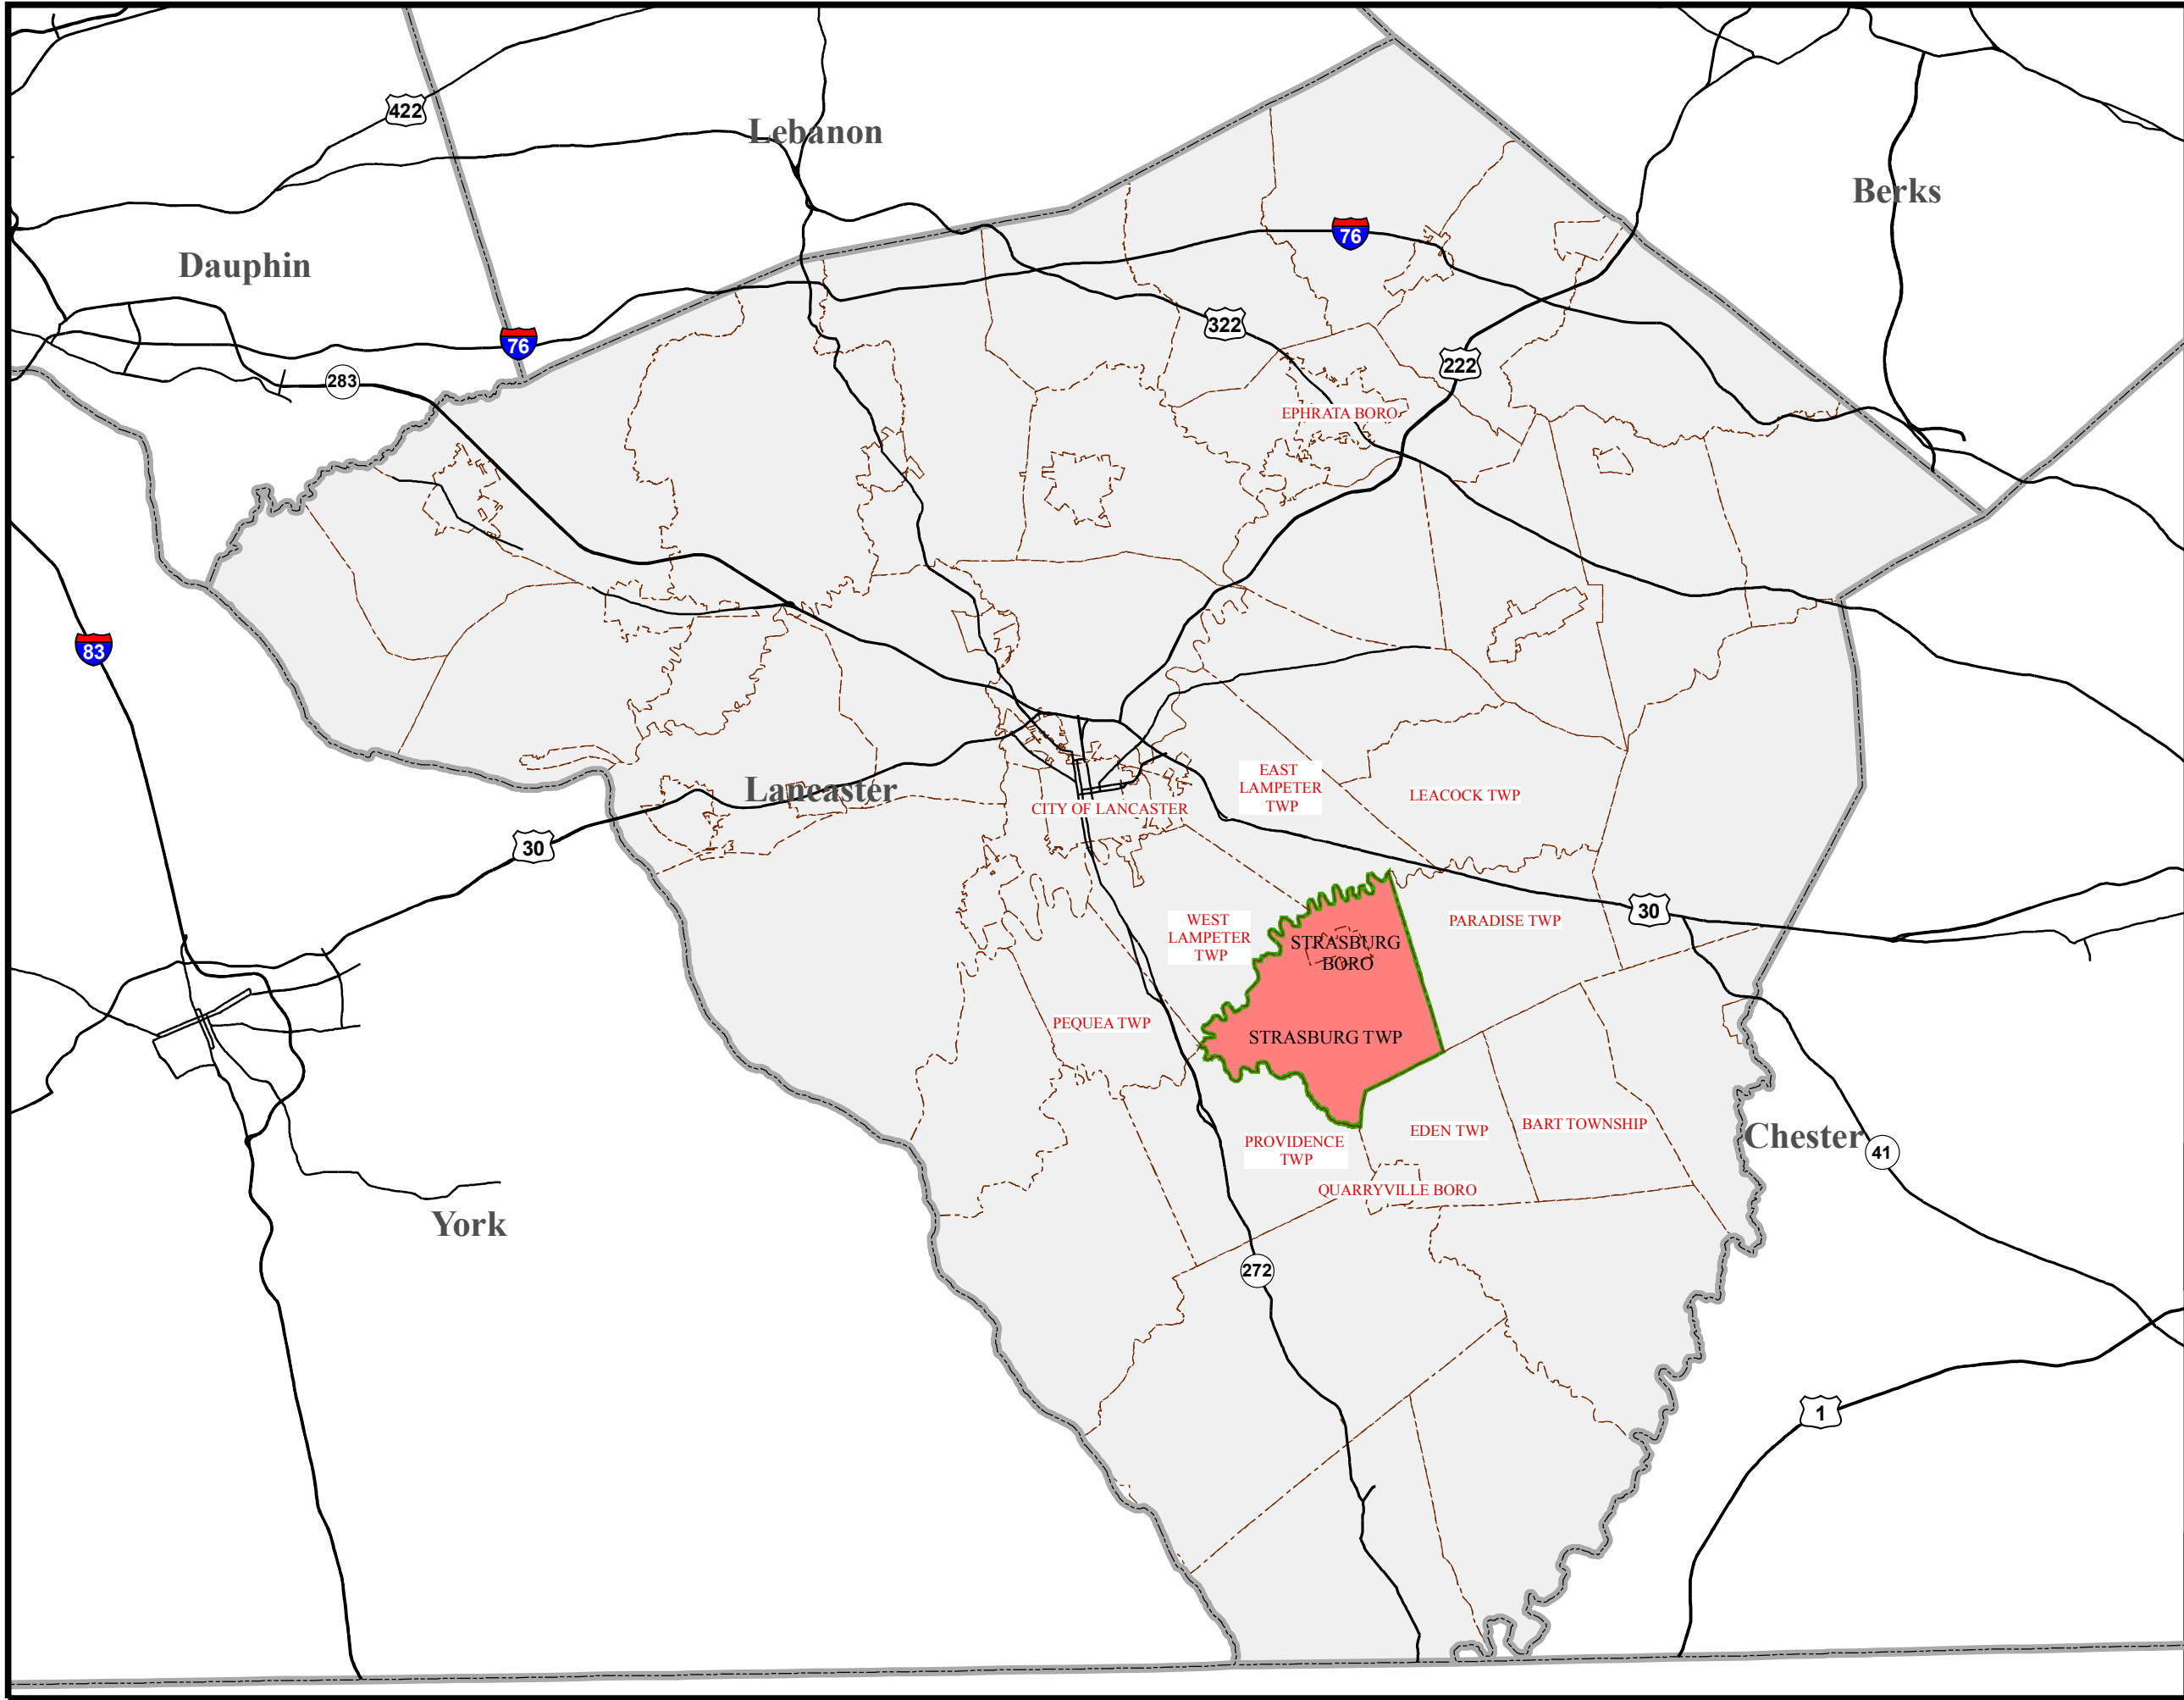 422
Lebanon
Berks
76
Dauphin
322
76
222
283
EPHRATA BORO
83
EAST
LAMPETER
TWP
Lancaster
LEACOCK TWP
CITY OF LANCASTER
30
30
WEST
LAMPETER
TWP
PARADISE TWP
STRASBURG
BORO
PEQUEA TWP
STRASBURG TWP
BART TOWNSHIP
EDEN TWP
Chester
PROVIDENCE
TWP
41
QUARRYVILLE BORO
York
272
1